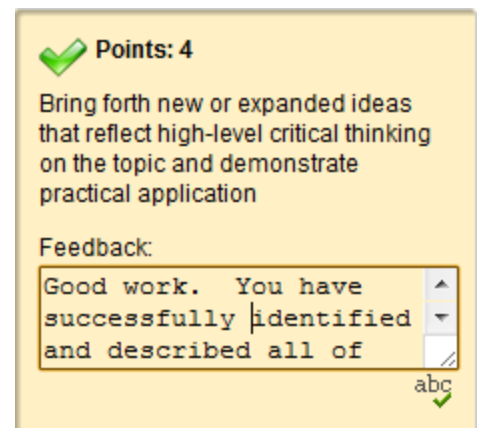 Points: 4
Bring forth new or expanded ideas
that reflect high-level critical thinking
on the topic and demonstrate
practical application
Feedback:
Good work.  You have
successfully identified
and described all of
abc